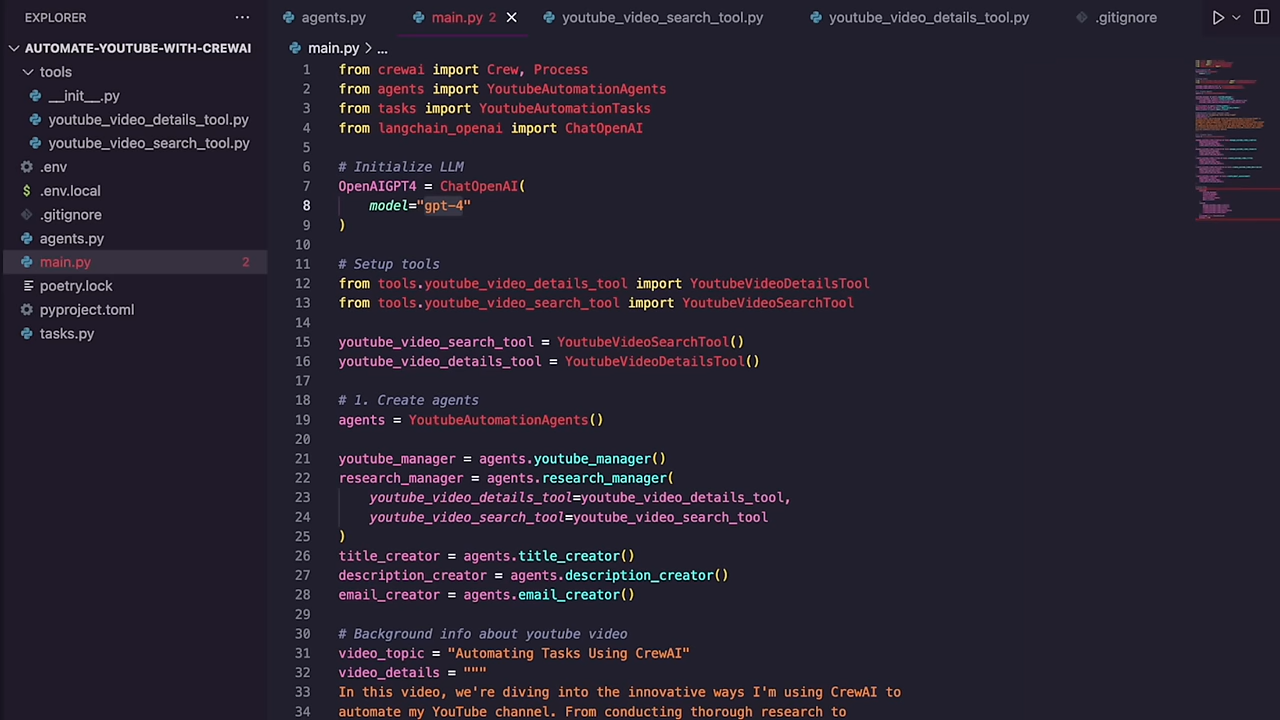 EXPLORER
AUTOMATE-YOUTUBE-WITH-CREWAI
tools
__init__.py
youtube_video_details_tool.py
youtube_video_search_tool.py
.env
.env.local
.gitignore
agents.py
main.py 2
poetry.lock
pyproject.toml
tasks.py
agents.py main.py 2 youtube_video_search_tool.py youtube_video_details_tool.py .gitignore
main.py > ...
1 from crewai import Crew, Process
2 from agents import YoutubeAutomationAgents
3 from tasks import YoutubeAutomationTasks
4 from langchain_openai import ChatOpenAI
5
6 # Initialize LLM
7 OpenAIGPT4 = ChatOpenAI(
8     model="gpt-4"
9 )
10
11 # Setup tools
12 from tools.youtube_video_details_tool import YoutubeVideoDetailsTool
13 from tools.youtube_video_search_tool import YoutubeVideoSearchTool
14
15 youtube_video_search_tool = YoutubeVideoSearchTool()
16 youtube_video_details_tool = YoutubeVideoDetailsTool()
17
18 # 1. Create agents
19 agents = YoutubeAutomationAgents()
20
21 youtube_manager = agents.youtube_manager()
22 research_manager = agents.research_manager(
23     youtube_video_details_tool=youtube_video_details_tool,
24     youtube_video_search_tool=youtube_video_search_tool
25 )
26 title_creator = agents.title_creator()
27 description_creator = agents.description_creator()
28 email_creator = agents.email_creator()
29
30 # Background info about youtube video
31 video_topic = "Automating Tasks Using CrewAI"
32 video_details = """
33 In this video, we're diving into the innovative ways I'm using CrewAI to
34 automate my YouTube channel. From conducting thorough research to